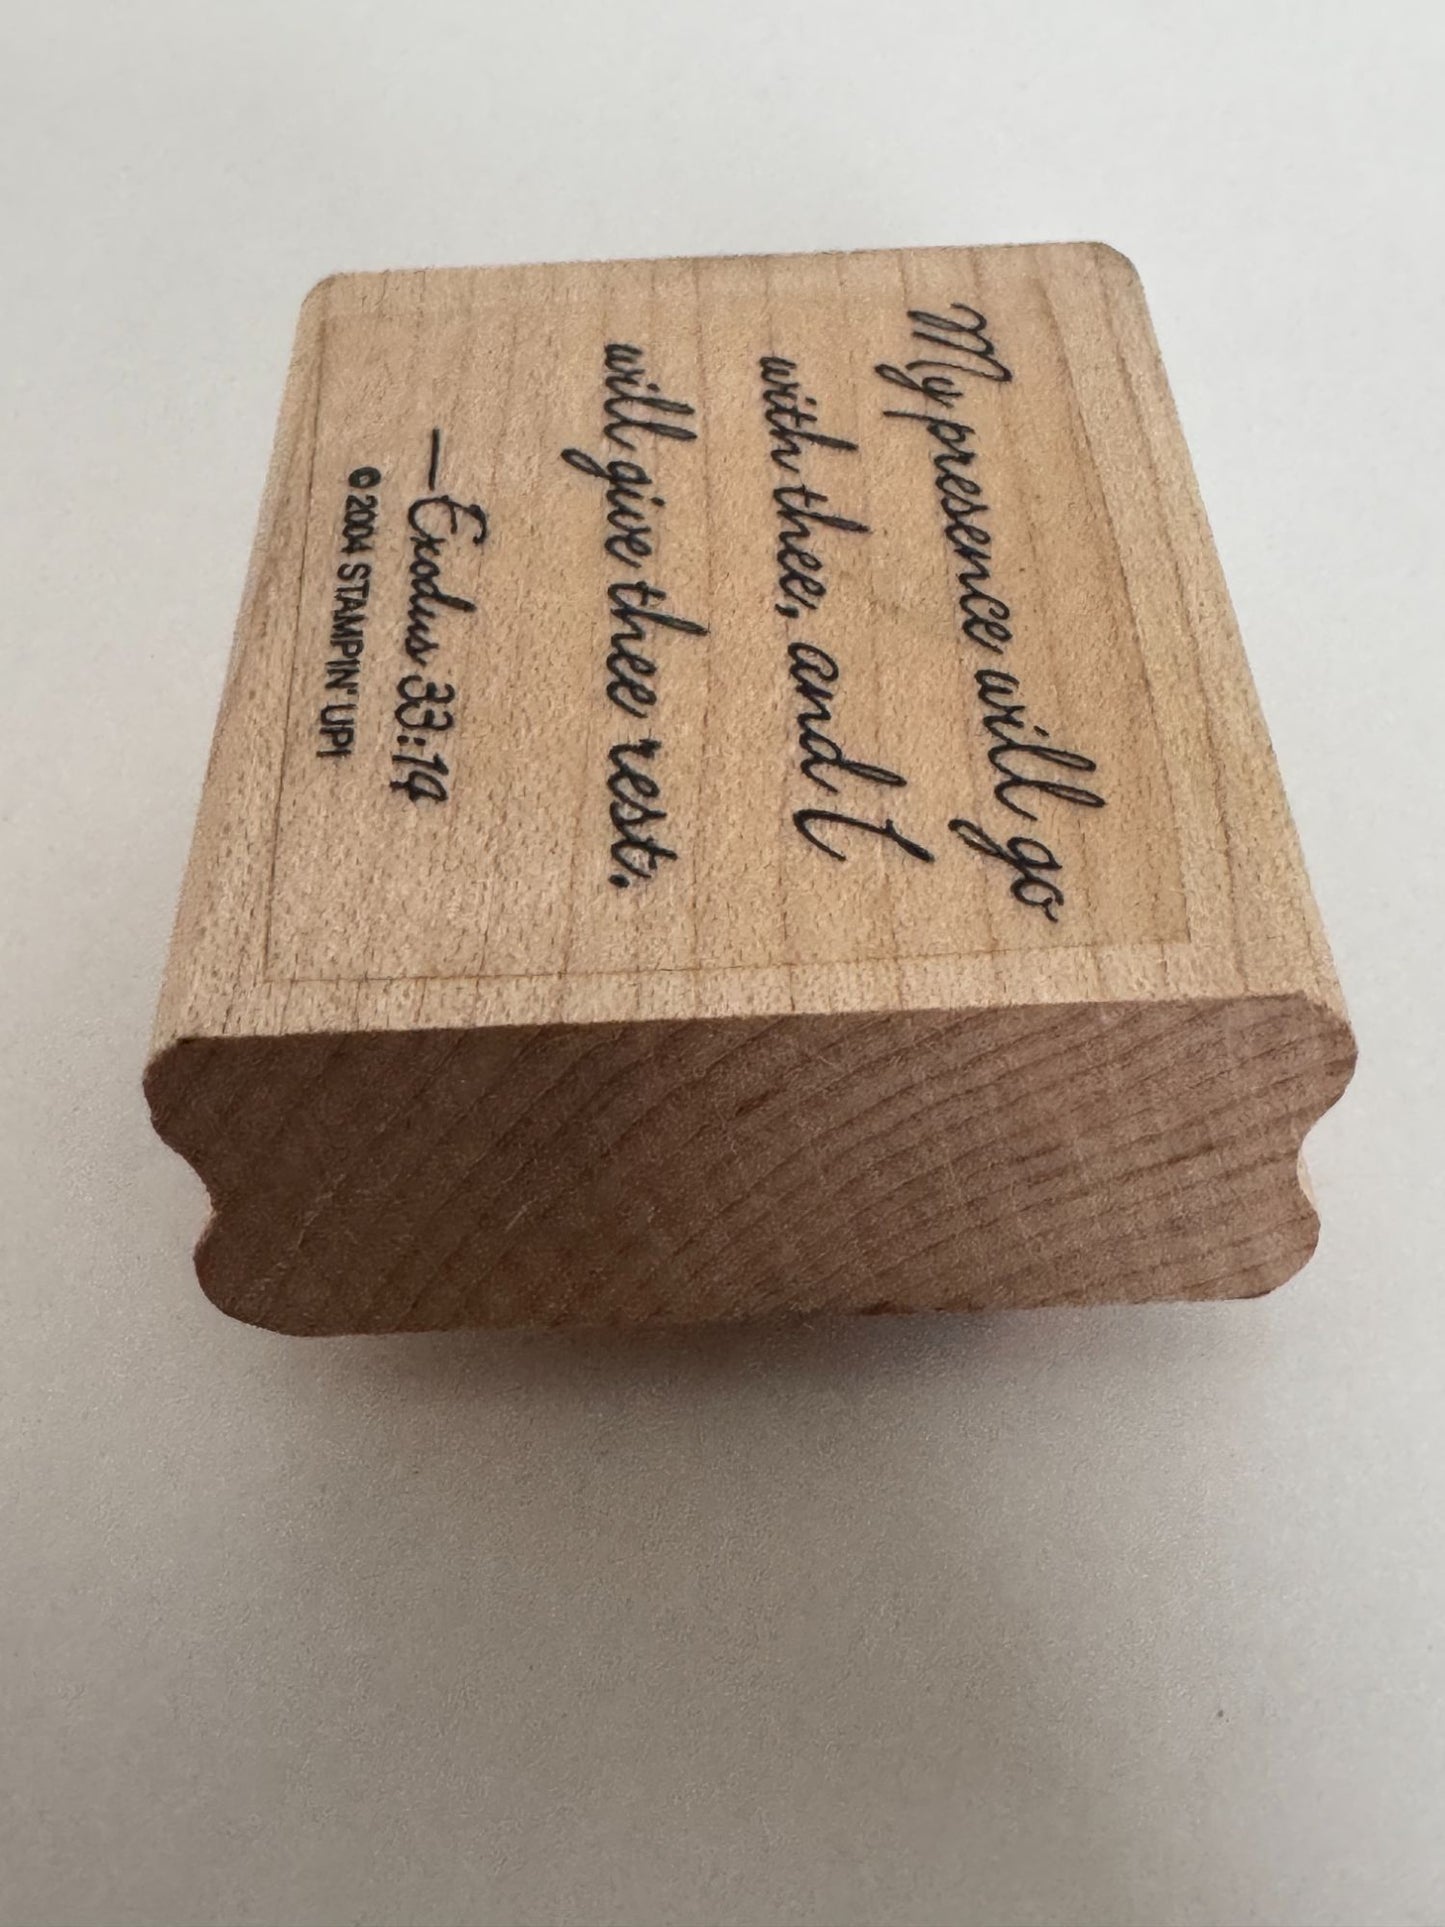 My presence will go
with thee, and I
will give thee rest.
—Exodus 33:14
© 2004 STAMPIN' UP!